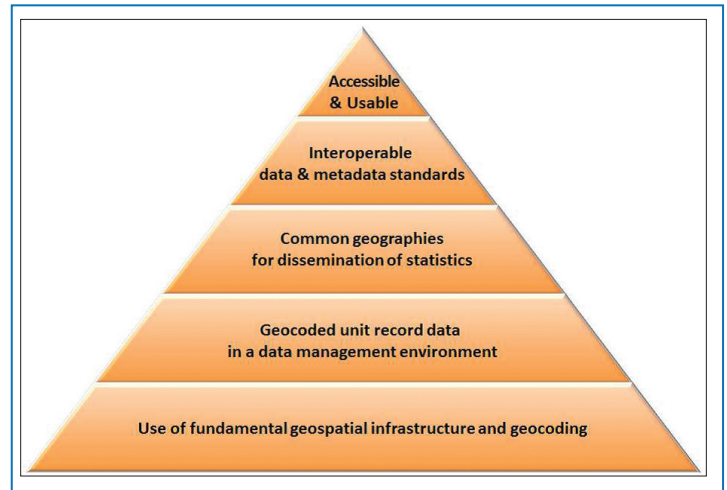 Accessible
& Usable
Interoperable
data & metadata standards
Common geographies
for dissemination of statistics
Geocoded unit record data
in a data management environment
Use of fundamental geospatial infrastructure and geocoding